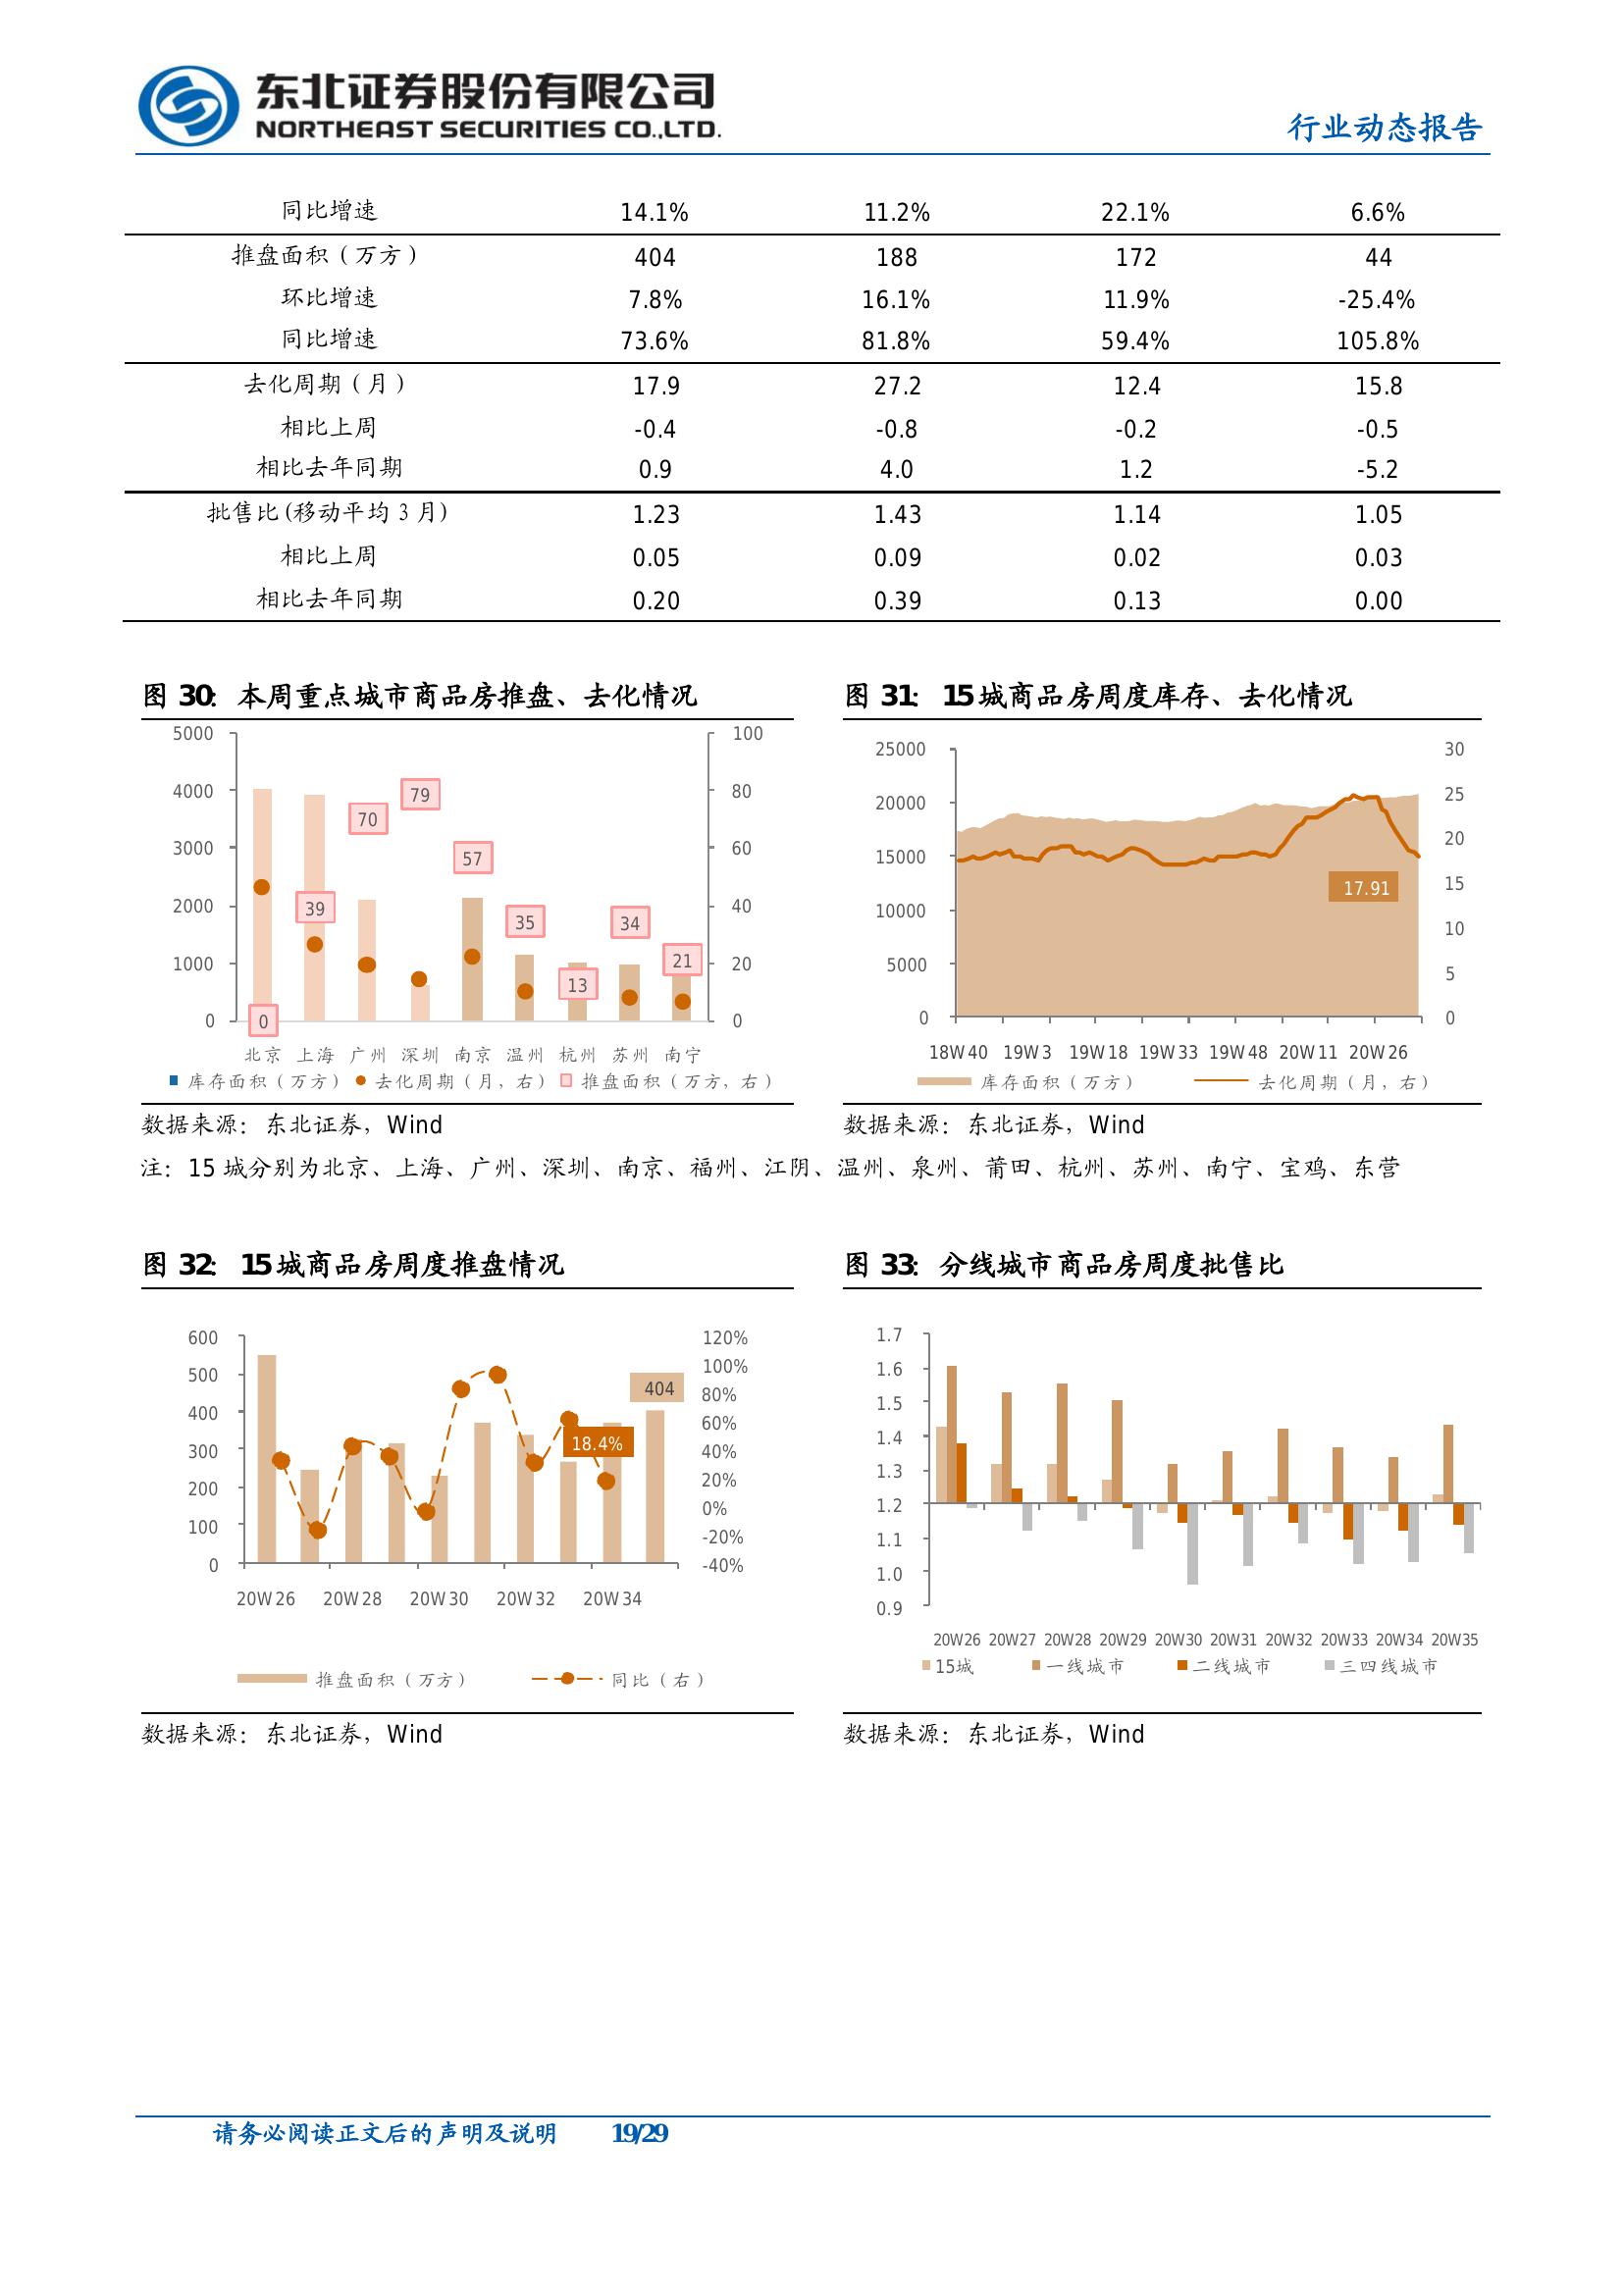 东北证券股份有限公司
NORTHEAST SECURITIES CO.,LTD.
行业动态报告
同比增速 14.1% 11.2% 22.1% 6.6%
推盘面积（万方） 404 188 172 44
环比增速 7.8% 16.1% 11.9% -25.4%
同比增速 73.6% 81.8% 59.4% 105.8%
去化周期（月） 17.9 27.2 12.4 15.8
相比上周 -0.4 -0.8 -0.2 -0.5
相比去年同期 0.9 4.0 1.2 -5.2
批售比(移动平均 3 月) 1.23 1.43 1.14 1.05
相比上周 0.05 0.09 0.02 0.03
相比去年同期 0.20 0.39 0.13 0.00
图 30：本周重点城市商品房推盘、去化情况
5000 100
4000 80
3000 60
2000 40
1000 20
0 0
0 39 70 79 57 35 13 34 21
北京 上海 广州 深圳 南京 温州 杭州 苏州 南宁
库存面积（万方） 去化周期（月，右） 推盘面积（万方，右）
数据来源：东北证券，Wind
图 31：15 城商品房周度库存、去化情况
25000 30
20000 25
15000 20
10000 15
5000 10
0 5
0
17.91
18W40 19W3 19W18 19W33 19W48 20W11 20W26
库存面积（万方） 去化周期（月，右）
数据来源：东北证券，Wind
注：15 城分别为北京、上海、广州、深圳、南京、福州、江阴、温州、泉州、莆田、杭州、苏州、南宁、宝鸡、东营
图 32：15 城商品房周度推盘情况
600 120%
500 100%
400 80%
300 60%
200 40%
100 20%
0 0%
-20%
-40%
404
18.4%
20W26 20W28 20W30 20W32 20W34
推盘面积（万方） 同比（右）
数据来源：东北证券，Wind
图 33：分线城市商品房周度批售比
1.7
1.6
1.5
1.4
1.3
1.2
1.1
1.0
0.9
20W26 20W27 20W28 20W29 20W30 20W31 20W32 20W33 20W34 20W35
15城 一线城市 二线城市 三四线城市
数据来源：东北证券，Wind
请务必阅读正文后的声明及说明 19/29